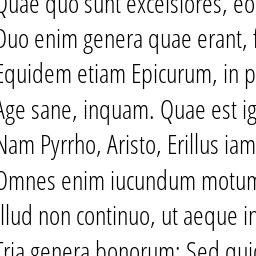 Quae quo sunt excelsiores, eo
Duo enim genera quae erant, f
Equidem etiam Epicurum, in p
Age sane, inquam. Quae est ig
Nam Pyrrho, Aristo, Erillus iam
Omnes enim iucundum motum
Illud non continuo, ut aeque in
Tria genera bonorum; Sed quid